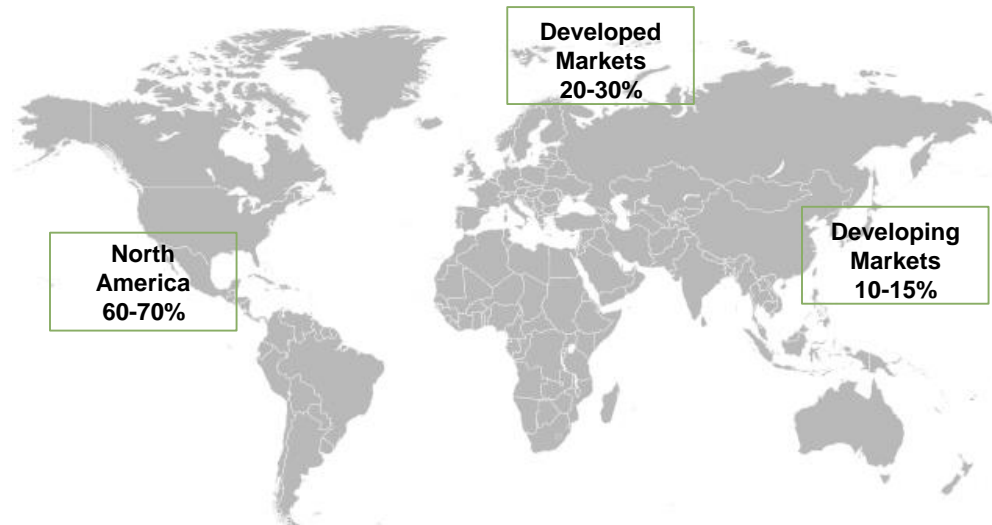 Developed
Markets
20-30%
North
America
60-70%
Developing
Markets
10-15%